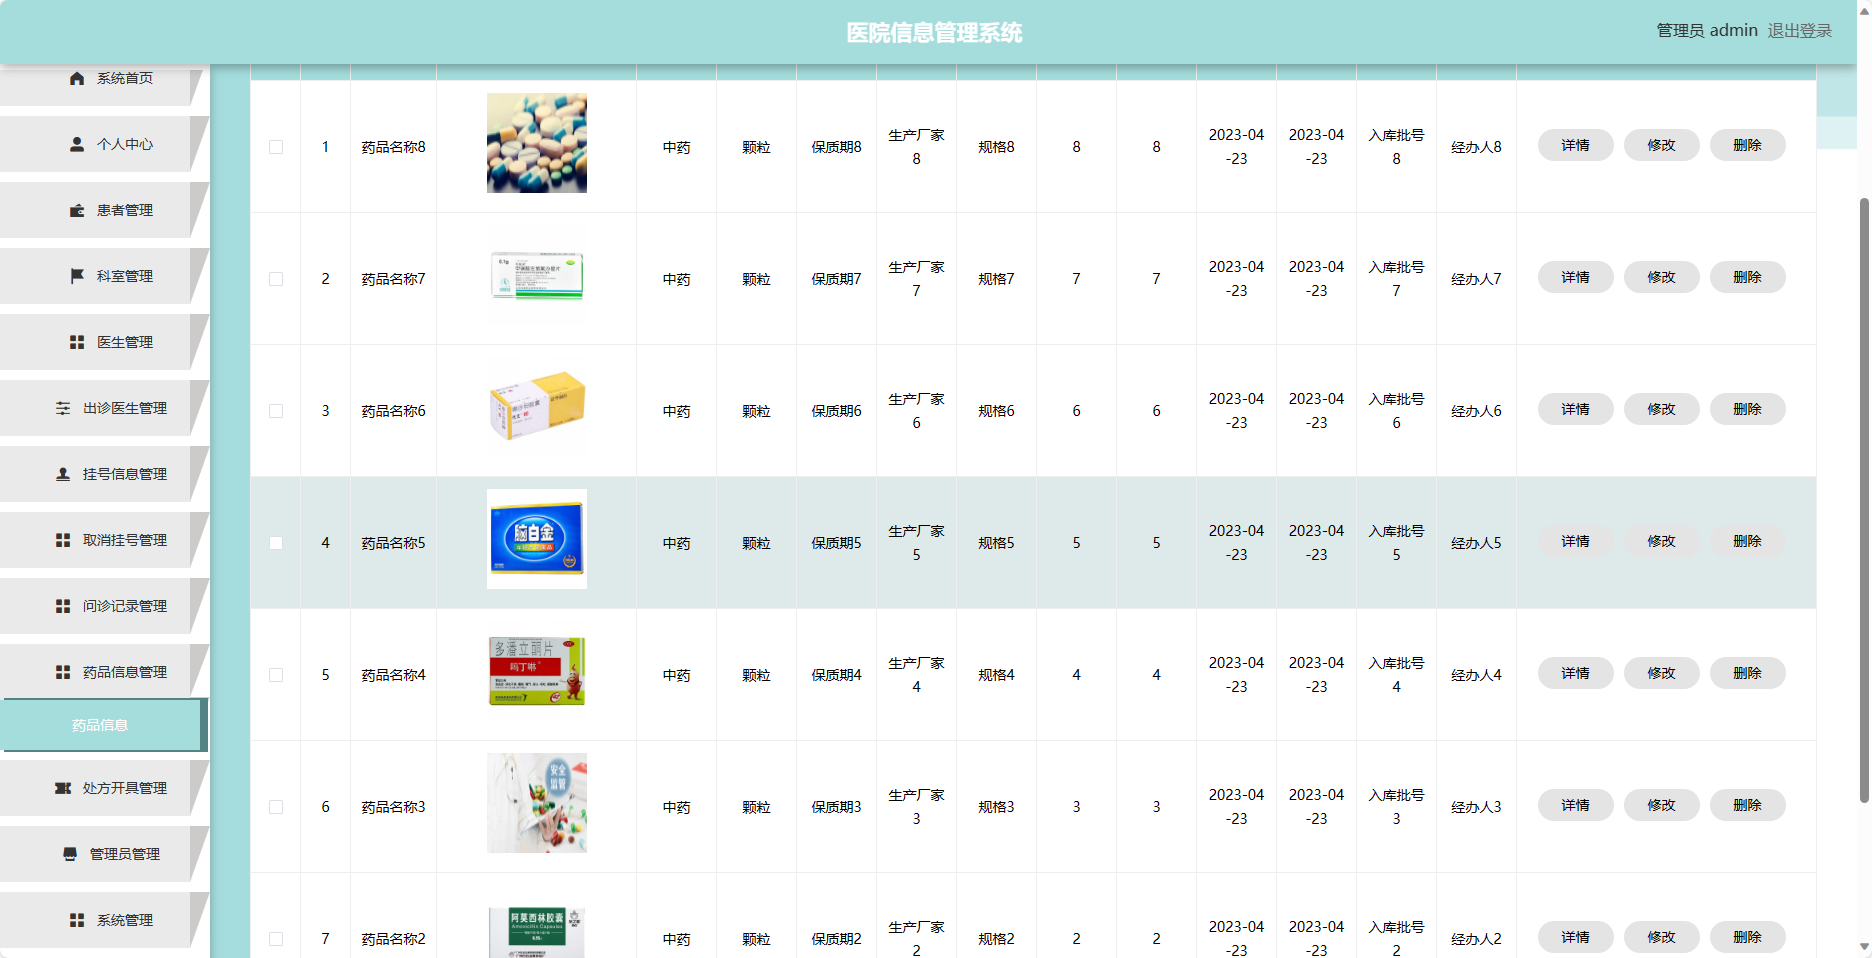 医院信息管理系统
管理员 admin 退出登录
系统首页
个人中心
患者管理
科室管理
医生管理
出诊医生管理
挂号信息管理
取消挂号管理
问诊记录管理
药品信息管理
药品信息
处方开具管理
管理员管理
系统管理
1 药品名称8 中药 颗粒 保质期8 生产厂家8 规格8 8 8 2023-04-23 2023-04-23 入库批号8 经办人8 详情 修改 删除
2 药品名称7 中药 颗粒 保质期7 生产厂家7 规格7 7 7 2023-04-23 2023-04-23 入库批号7 经办人7 详情 修改 删除
3 药品名称6 中药 颗粒 保质期6 生产厂家6 规格6 6 6 2023-04-23 2023-04-23 入库批号6 经办人6 详情 修改 删除
4 药品名称5 脑白金 中药 颗粒 保质期5 生产厂家5 规格5 5 5 2023-04-23 2023-04-23 入库批号5 经办人5 详情 修改 删除
5 药品名称4 多潘立酮片 吗丁啉 中药 颗粒 保质期4 生产厂家4 规格4 4 4 2023-04-23 2023-04-23 入库批号4 经办人4 详情 修改 删除
6 药品名称3 安全监管 中药 颗粒 保质期3 生产厂家3 规格3 3 3 2023-04-23 2023-04-23 入库批号3 经办人3 详情 修改 删除
7 药品名称2 阿莫西林胶囊 Amoxicillin Capsules 中药 颗粒 保质期2 生产厂家2 规格2 2 2 2023-04-23 2023-04-23 入库批号2 经办人2 详情 修改 删除